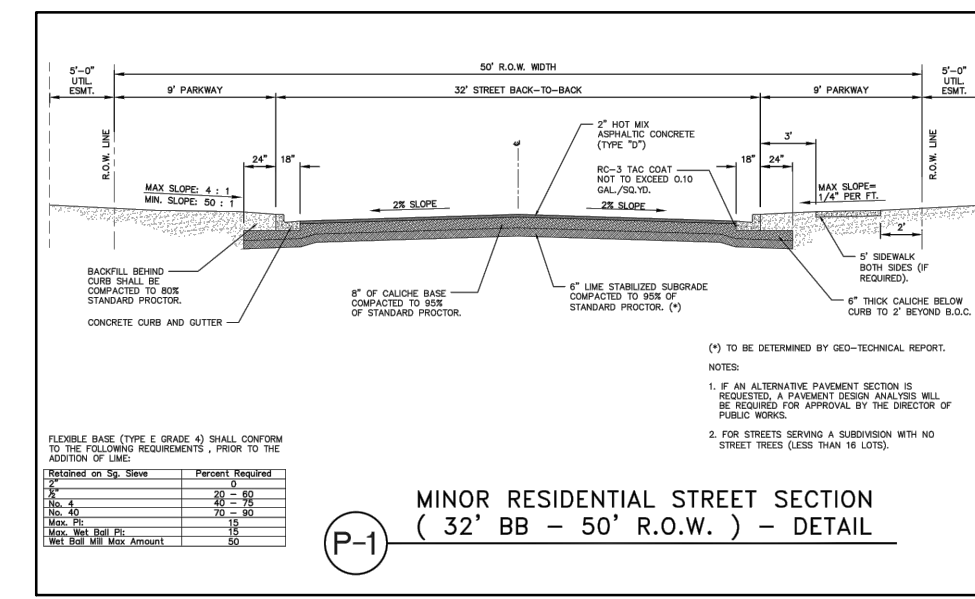 50' R.O.W. WIDTH
5'-0"
UTIL.
ESMT.
9' PARKWAY
32' STREET BACK-TO-BACK
9' PARKWAY
5'-0"
UTIL.
ESMT.
R.O.W. LINE
24"
18"
MAX SLOPE: 4 : 1
MIN. SLOPE: 50 : 1
2% SLOPE
2" HOT MIX
ASPHALTIC CONCRETE
(TYPE "D")
RC-3 TAC COAT
NOT TO EXCEED 0.10
GAL./SQ.YD.
2% SLOPE
18"
24"
3'
MAX SLOPE=
1/4" PER FT.
R.O.W. LINE
2'
BACKFILL BEHIND
CURB SHALL BE
COMPACTED TO 80%
STANDARD PROCTOR.
CONCRETE CURB AND GUTTER
8" OF CALICHE BASE
COMPACTED TO 95%
OF STANDARD PROCTOR.
6" LIME STABILIZED SUBGRADE
COMPACTED TO 95% OF
STANDARD PROCTOR. (*)
5' SIDEWALK
BOTH SIDES (IF
REQUIRED).
6" THICK CALICHE BELOW
CURB TO 2' BEYOND B.O.C.
(*) TO BE DETERMINED BY GEO-TECHNICAL REPORT.
NOTES:
1. IF AN ALTERNATIVE PAVEMENT SECTION IS
REQUESTED, A PAVEMENT DESIGN ANALYSIS WILL
BE REQUIRED FOR APPROVAL BY THE DIRECTOR OF
PUBLIC WORKS.
2. FOR STREETS SERVING A SUBDIVISION WITH NO
STREET TREES (LESS THAN 16 LOTS).
FLEXIBLE BASE (TYPE E GRADE 4) SHALL CONFORM
TO THE FOLLOWING REQUIREMENTS , PRIOR TO THE
ADDITION OF LIME:
Retained on Sg. Sieve Percent Required
2" 0
½" 20 - 60
No. 4 40 - 75
No. 40 70 - 90
Max. PI: 15
Max. Wet Ball PI: 15
Wet Ball Mill Max Amount 50
P-1
MINOR RESIDENTIAL STREET SECTION
( 32' BB - 50' R.O.W. ) - DETAIL